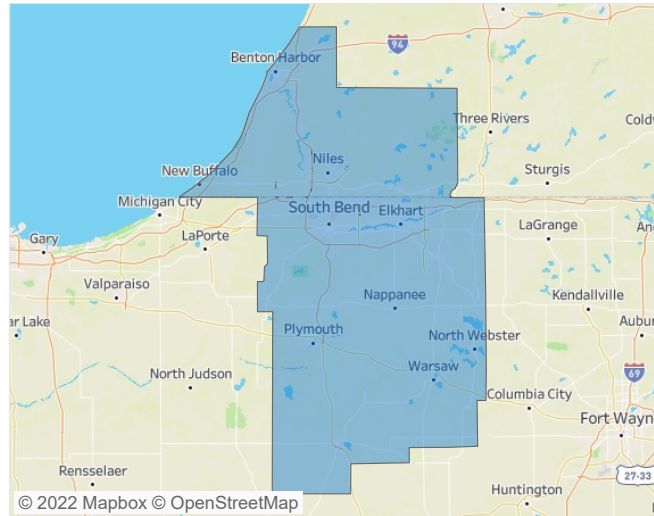 94
Benton Harbor
Three Rivers
Coldw
Niles
New Buffalo
Sturgis
Michigan City
South Bend
Elkhart
Gary
LaPorte
LaGrange
An
Valparaiso
Nappanee
Kendallville
ar Lake
Plymouth
North Webster
Aubur
Warsaw
North Judson
69
Columbia City
Fort Wayn
Rensselaer
27-33
Huntington
© 2022 Mapbox © OpenStreetMap